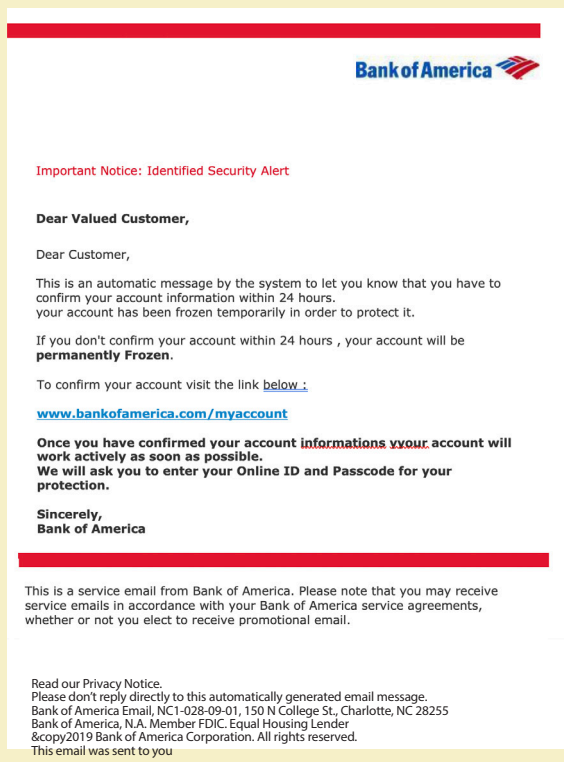 Bank of America
Important Notice: Identified Security Alert
Dear Valued Customer,
Dear Customer,
This is an automatic message by the system to let you know that you have to
confirm your account information within 24 hours.
your account has been frozen temporarily in order to protect it.
If you don't confirm your account within 24 hours , your account will be
permanently Frozen.
To confirm your account visit the link below :
www.bankofamerica.com/myaccount
Once you have confirmed your account informations yyour account will
work actively as soon as possible.
We will ask you to enter your Online ID and Passcode for your
protection.
Sincerely,
Bank of America
This is a service email from Bank of America. Please note that you may receive
service emails in accordance with your Bank of America service agreements,
whether or not you elect to receive promotional email.
Read our Privacy Notice.
Please don't reply directly to this automatically generated email message.
Bank of America Email, NC1-028-09-01, 150 N College St., Charlotte, NC 28255
Bank of America, N.A. Member FDIC. Equal Housing Lender
&copy2019 Bank of America Corporation. All rights reserved.
This email was sent to you